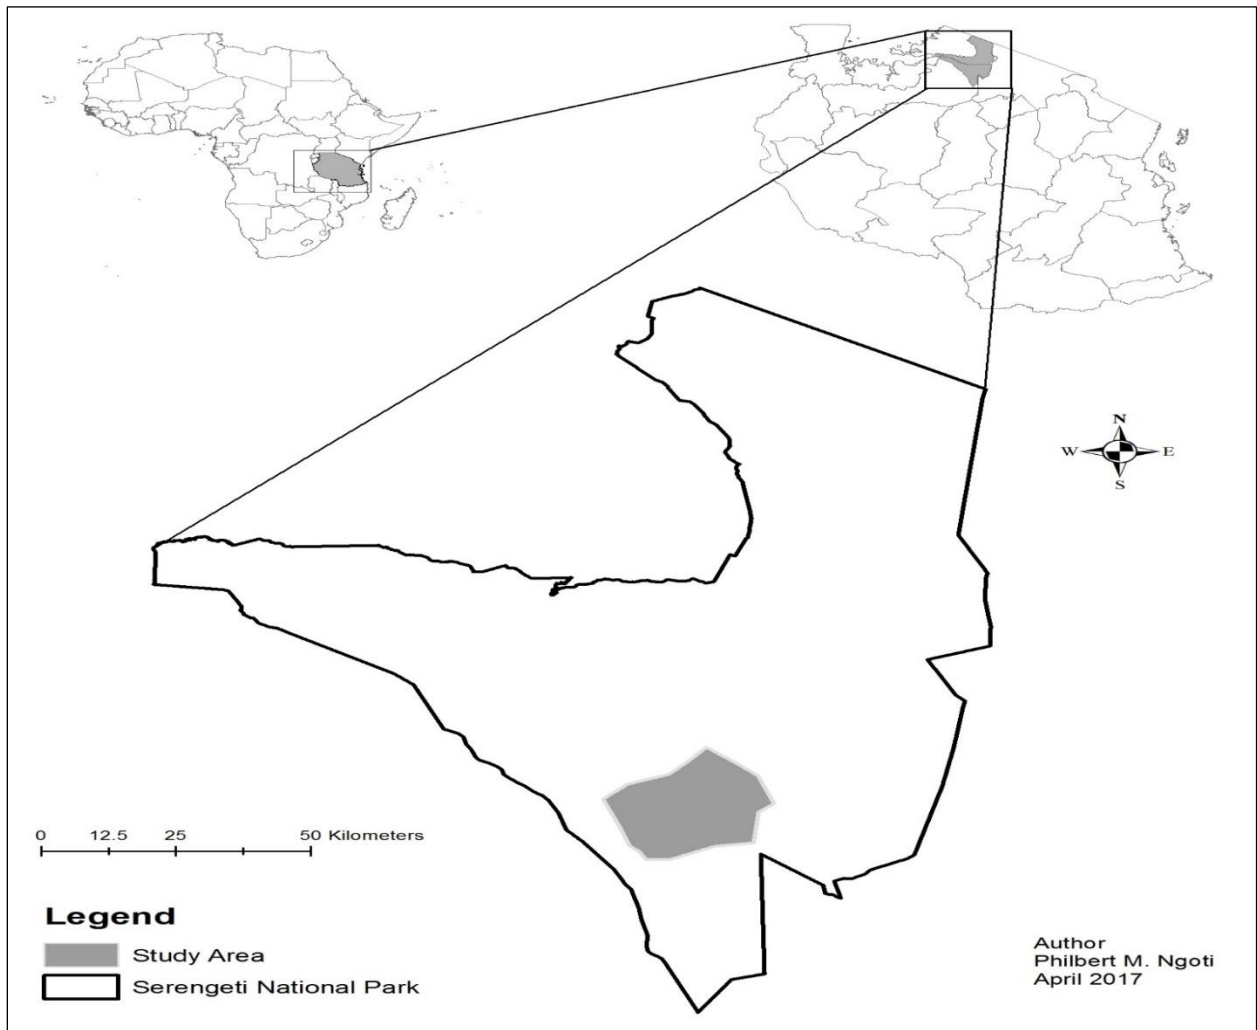 N
W E
S
0 12.5 25 50 Kilometers
Legend
Study Area
Serengeti National Park
Author
Philbert M. Ngoti
April 2017